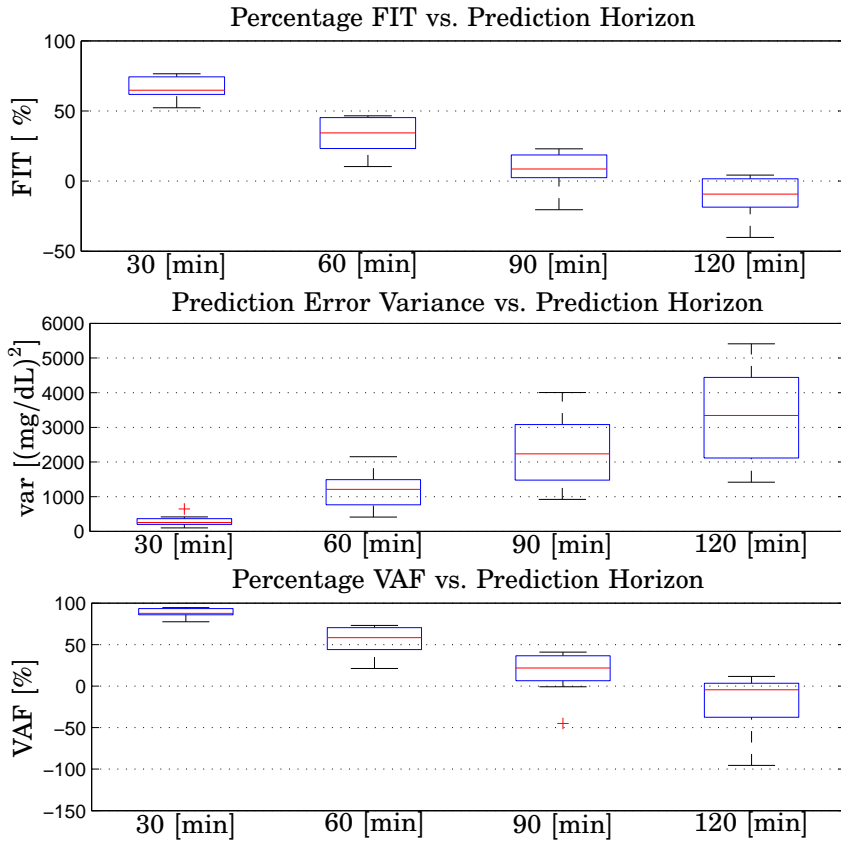 Percentage FIT vs. Prediction Horizon
FIT [ %]
100
50
0
−50
30 [min]
60 [min]
90 [min]
120 [min]
Prediction Error Variance vs. Prediction Horizon
var [(mg/dL)²]
6000
5000
4000
3000
2000
1000
0
30 [min]
60 [min]
90 [min]
120 [min]
Percentage VAF vs. Prediction Horizon
VAF [%]
100
50
0
−50
−100
−150
30 [min]
60 [min]
90 [min]
120 [min]